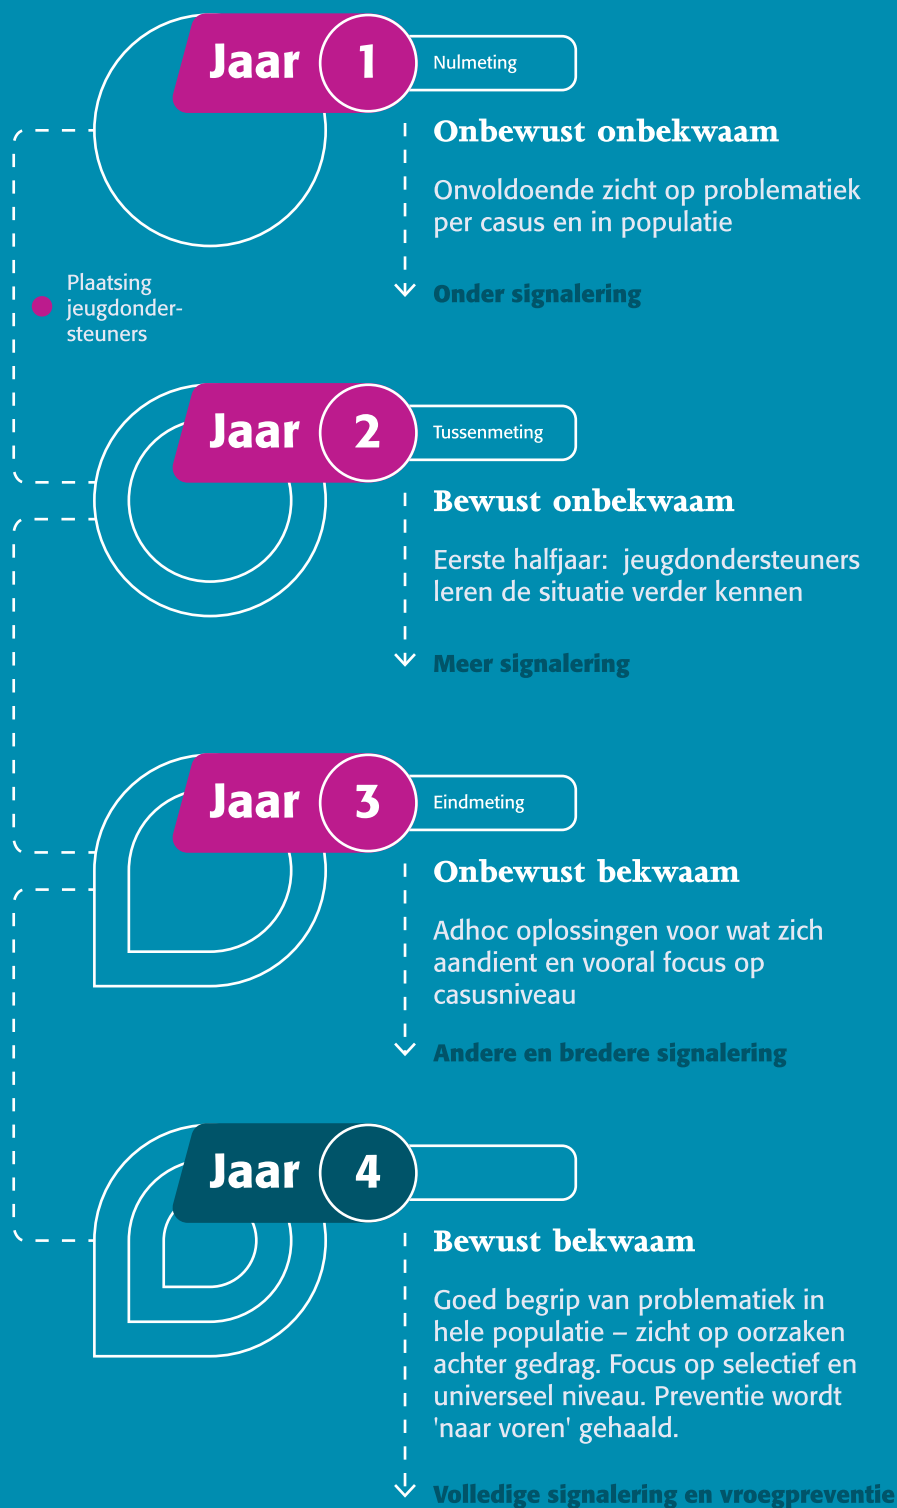 Jaar 1
Nulmeting
Onbewust onbekwaam
Onvoldoende zicht op problematiek
per casus en in populatie
Onder signalering
Plaatsing
jeugdonder-
steuners
Jaar 2
Tussenmeting
Bewust onbekwaam
Eerste halfjaar:  jeugdondersteuners
leren de situatie verder kennen
Meer signalering
Jaar 3
Eindmeting
Onbewust bekwaam
Adhoc oplossingen voor wat zich
aandient en vooral focus op
casusniveau
Andere en bredere signalering
Jaar 4
Bewust bekwaam
Goed begrip van problematiek in
hele populatie – zicht op oorzaken
achter gedrag. Focus op selectief en
universeel niveau. Preventie wordt
'naar voren' gehaald.
Volledige signalering en vroegpreventie